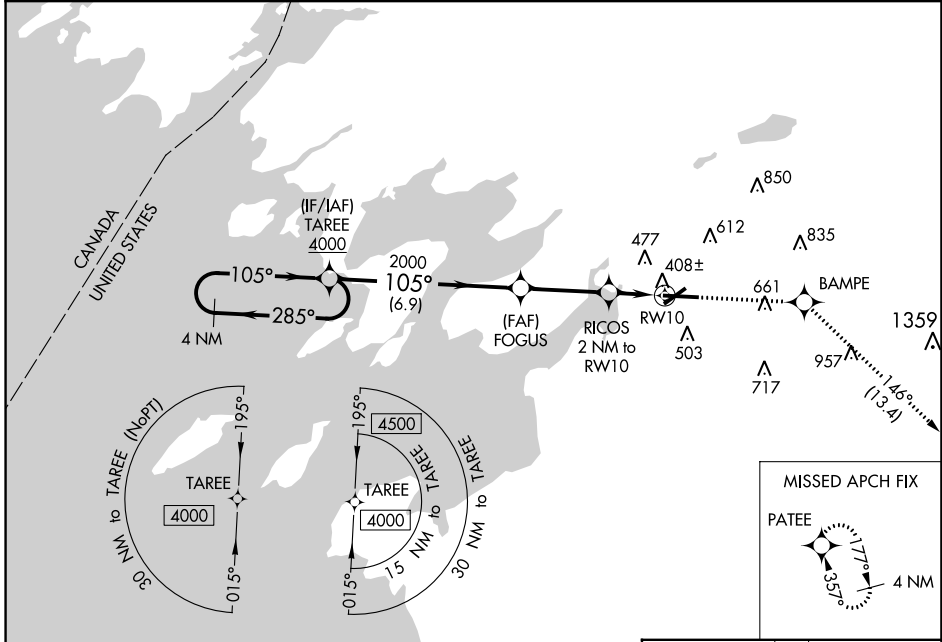 CANADA
UNITED STATES
850
(IF/IAF)
TAREE
4000
612
835
477
2000
105°
105°
(6.9)
408±
661
BAMPE
285°
4 NM
(FAF)
FOGUS
RICOS
2 NM to
RW10
RW10
503
1359
957
717
146°
(13.4)
30 NM to TAREE (NoPT)
195°
TAREE
4000
015°
195°
4500
TAREE
4000
15 NM to TAREE
30 NM to TAREE
015°
MISSED APCH FIX
PATEE
177°
357°
4 NM